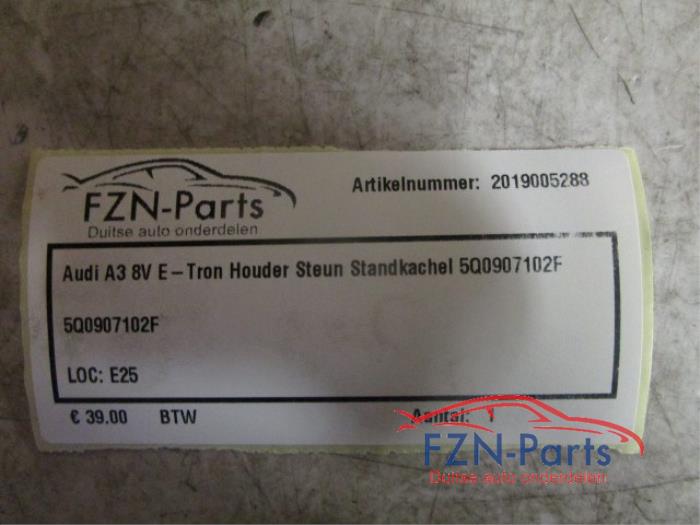 FZN-Parts
Duitse auto onderdelen
Artikelnummer: 2019005288
Audi A3 8V E-Tron Houder Steun Standkachel 5Q0907102F
5Q0907102F
LOC: E25
€ 39.00 BTW Aantal: 1
FZN-Parts
Duitse auto onderdelen